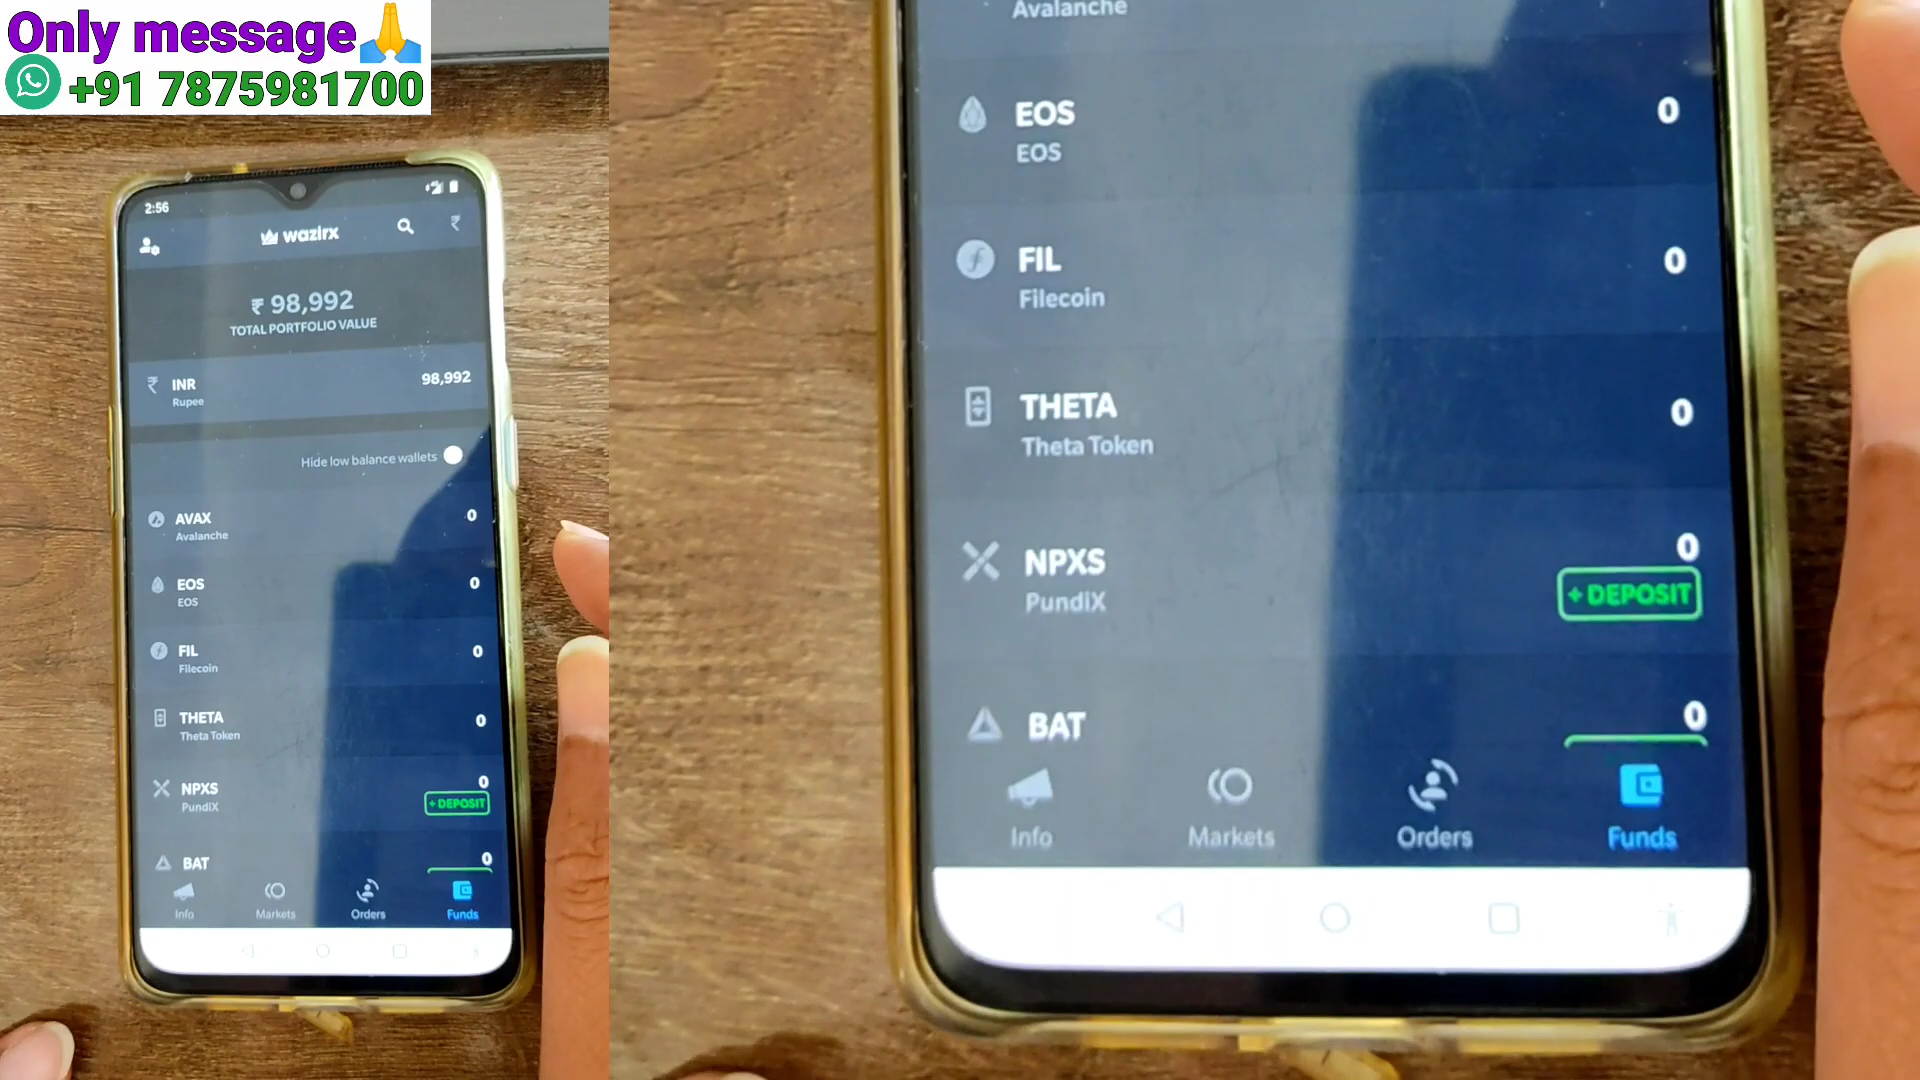 Only message🙏
+91 7875981700
2:56
wazirx
₹ 98,992
TOTAL PORTFOLIO VALUE
₹ INR 98,992
Rupee
Hide low balance wallets
AVAX 0
Avalanche
EOS 0
EOS
FIL 0
Filecoin
THETA 0
Theta Token
NPXS 0
PundiX + DEPOSIT
BAT 0
Info Markets Orders Funds
Avalanche
EOS 0
EOS
FIL 0
Filecoin
THETA 0
Theta Token
NPXS 0
PundiX + DEPOSIT
BAT 0
Info Markets Orders Funds